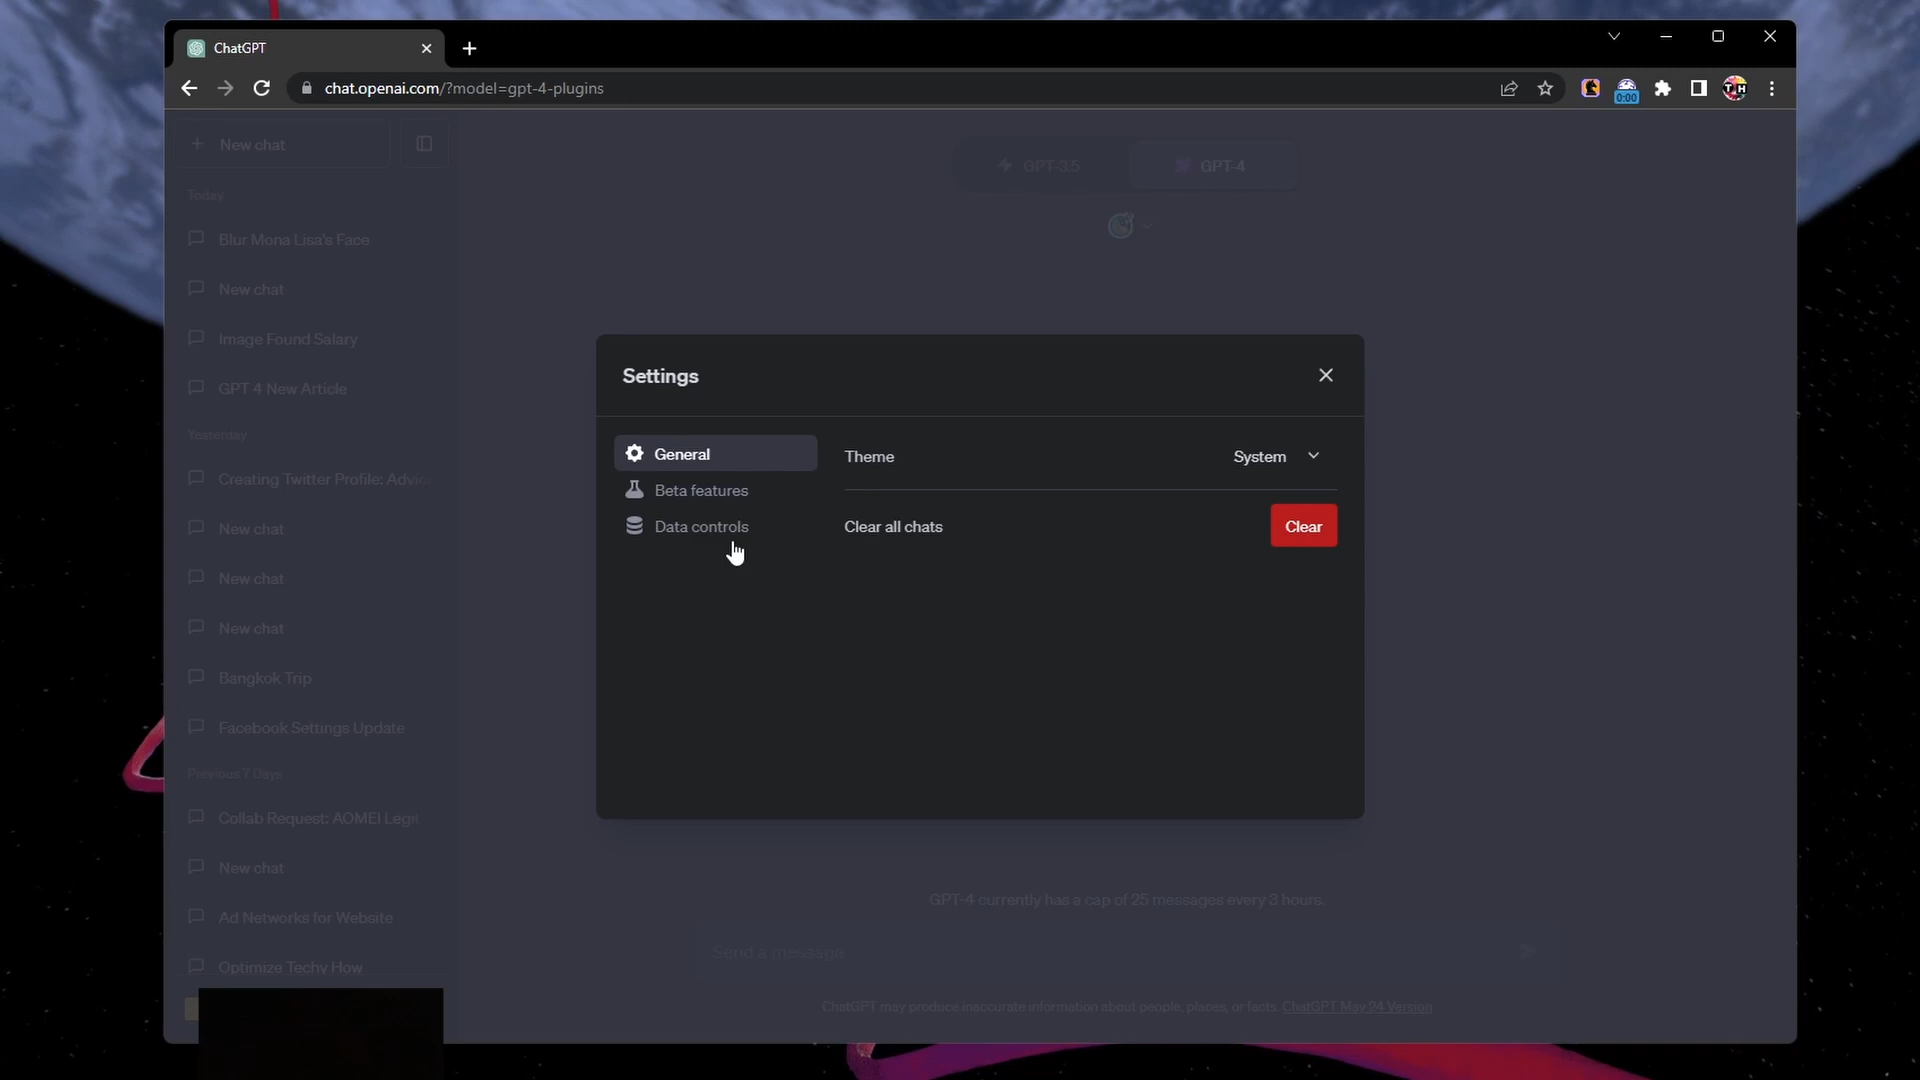 ChatGPT
chat.openai.com/?model=gpt-4-plugins
0:00
TH
New chat
GPT-3.5
GPT-4
Today
Blur Mona Lisa's Face
New chat
Image Found Salary
GPT 4 New Article
Yesterday
Creating Twitter Profile: Advic
New chat
New chat
New chat
Bangkok Trip
Facebook Settings Update
Previous 7 Days
Collab Request: AOMEI Legit
New chat
Ad Networks for Website
Optimize Techy How
Settings
General
Beta features
Data controls
Theme
System
Clear all chats
Clear
GPT-4 currently has a cap of 25 messages every 3 hours.
Send a message
ChatGPT may produce inaccurate information about people, places, or facts. ChatGPT May 24 Version